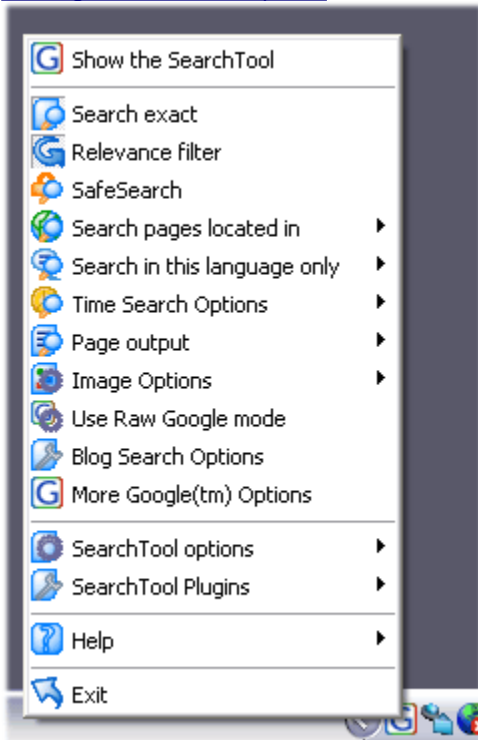 Show the SearchTool
Search exact
Relevance filter
SafeSearch
Search pages located in
Search in this language only
Time Search Options
Page output
Image Options
Use Raw Google mode
Blog Search Options
More Google(tm) Options
SearchTool options
SearchTool Plugins
Help
Exit